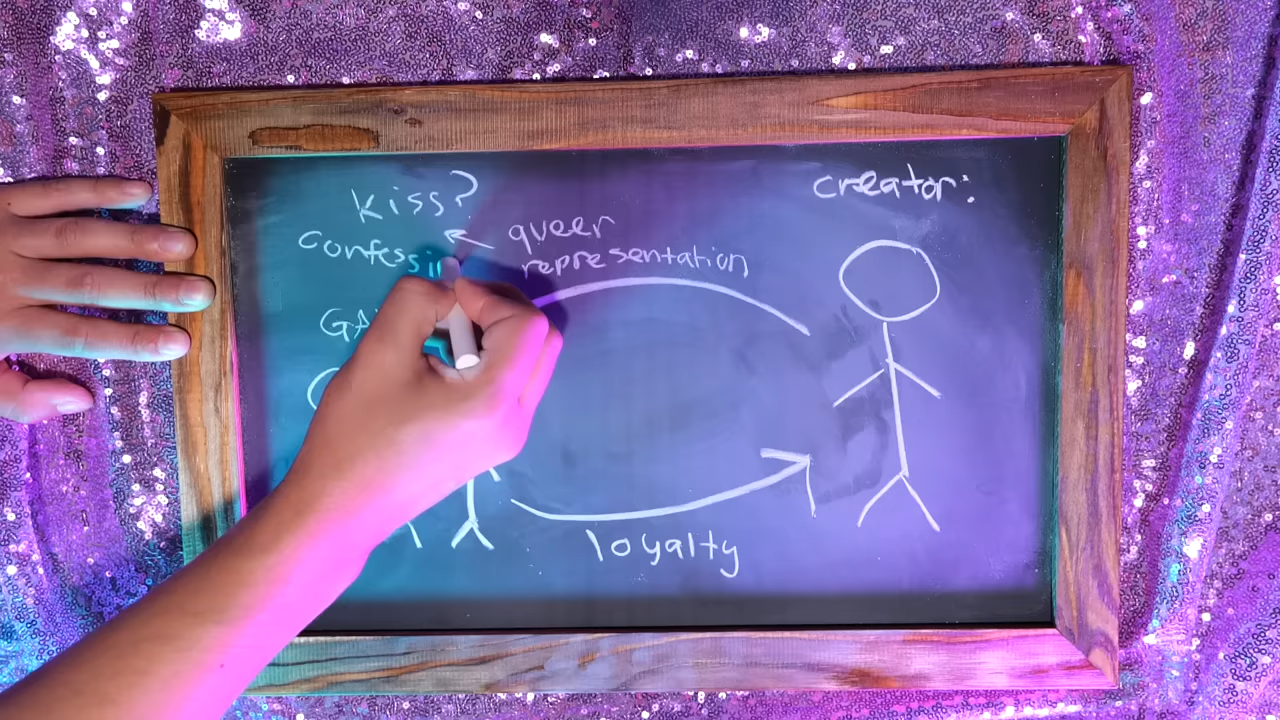 Kiss?
creator:
queer
representation
loyalty